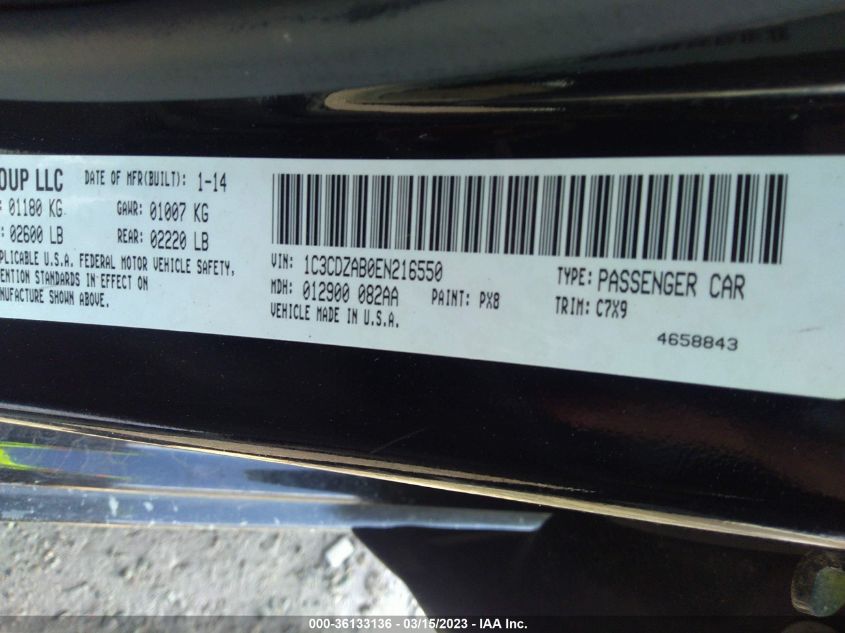 OUP LLC DATE OF MFR(BUILT): 1-14
: 01180 KG GAWR: 01007 KG
: 02600 LB REAR: 02220 LB
PLICABLE U.S.A. FEDERAL MOTOR VEHICLE SAFETY,
ENTION STANDARDS IN EFFECT ON
NUFACTURE SHOWN ABOVE.
VIN: 1C3CDZAB0EN216550 TYPE: PASSENGER CAR
MDH: 012900 082AA PAINT: PX8 TRIM: C7X9
VEHICLE MADE IN U.S.A.
4658843
000-36133136 - 03/15/2023 - IAA Inc.